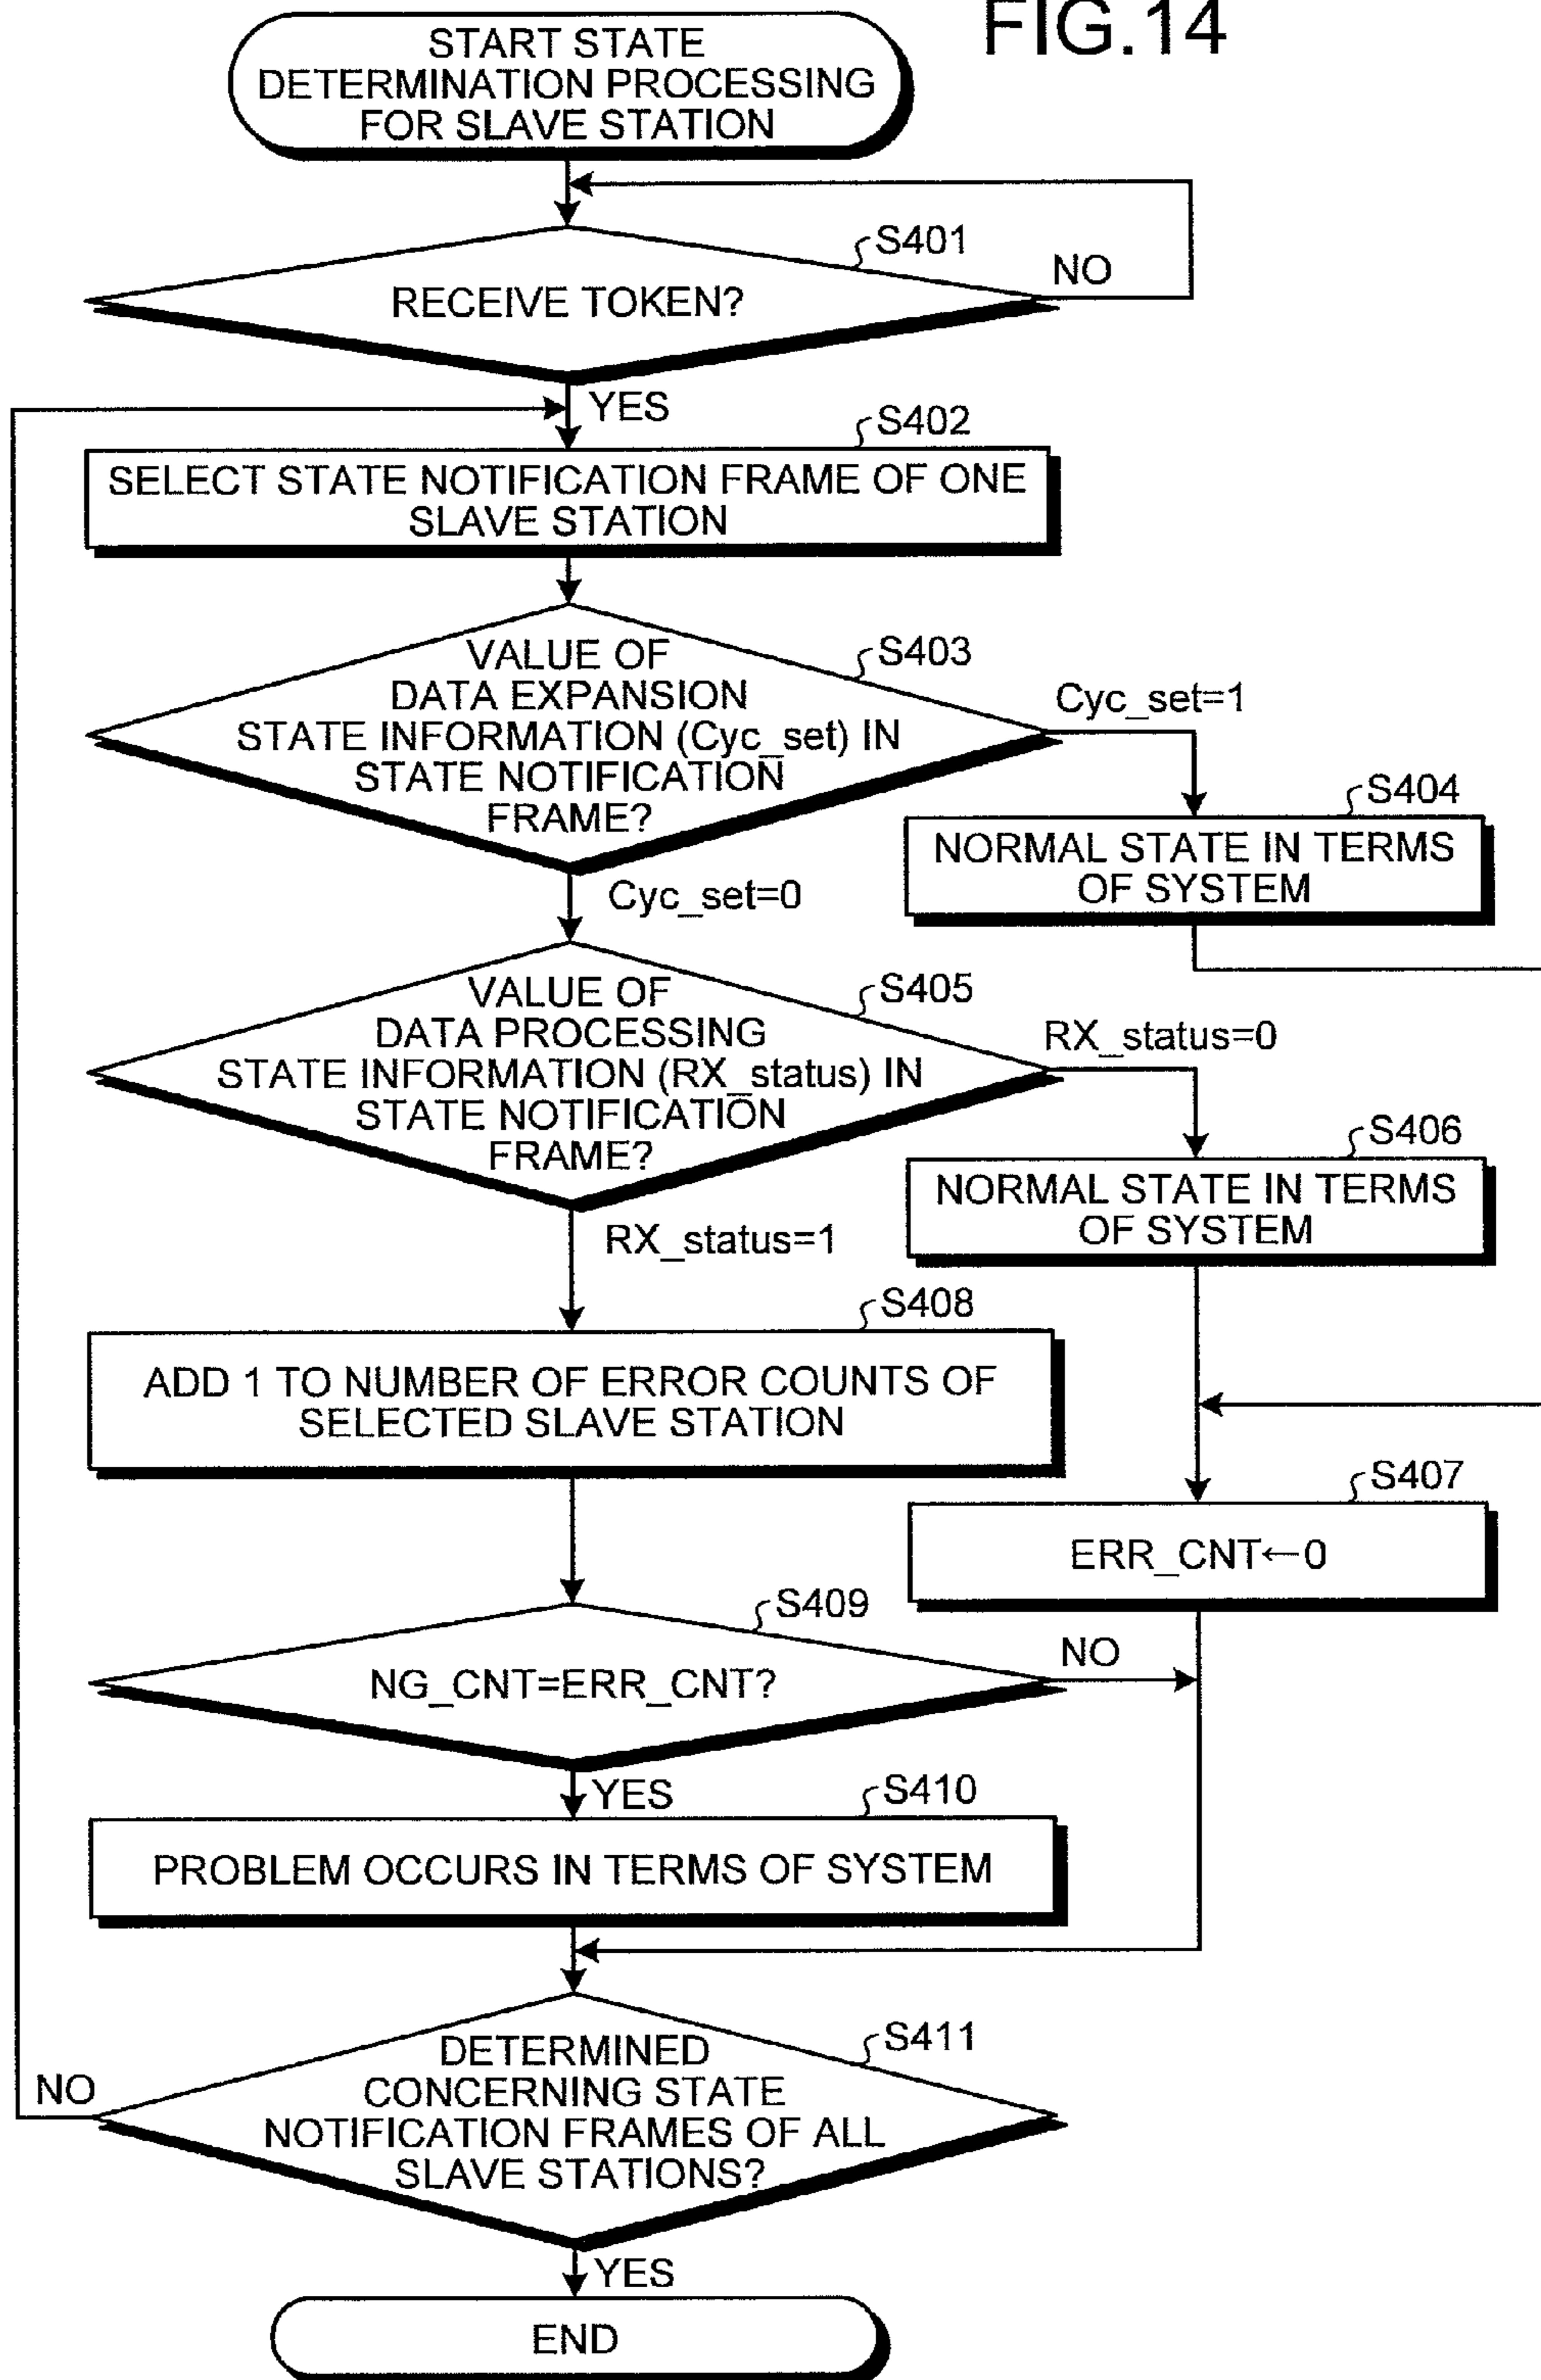 FIG.14
START STATE
DETERMINATION PROCESSING
FOR SLAVE STATION
S401
RECEIVE TOKEN?
NO
YES
S402
SELECT STATE NOTIFICATION FRAME OF ONE
SLAVE STATION
S403
VALUE OF
DATA EXPANSION
STATE INFORMATION (Cyc_set) IN
STATE NOTIFICATION
FRAME?
Cyc_set=1
S404
NORMAL STATE IN TERMS
OF SYSTEM
Cyc_set=0
S405
VALUE OF
DATA PROCESSING
STATE INFORMATION (RX_status) IN
STATE NOTIFICATION
FRAME?
RX_status=0
S406
NORMAL STATE IN TERMS
OF SYSTEM
RX_status=1
S408
ADD 1 TO NUMBER OF ERROR COUNTS OF
SELECTED SLAVE STATION
S407
ERR_CNT←0
S409
NG_CNT=ERR_CNT?
NO
YES
S410
PROBLEM OCCURS IN TERMS OF SYSTEM
S411
DETERMINED
CONCERNING STATE
NOTIFICATION FRAMES OF ALL
SLAVE STATIONS?
NO
YES
END